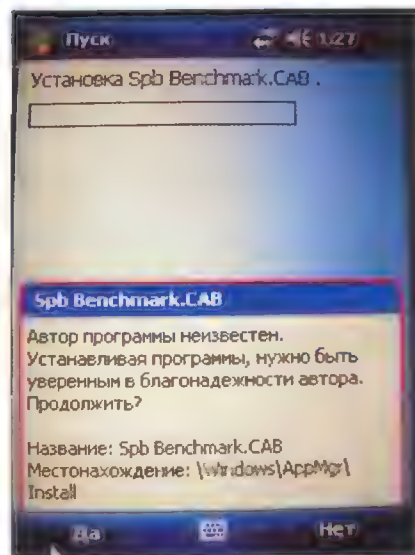 Пуск 1:27
Установка Spb Benchmark.CAB .
Spb Benchmark.CAB
Автор программы неизвестен.
Устанавливая программы, нужно быть
уверенным в благонадежности автора.
Продолжить?
Название: Spb Benchmark.CAB
Местонахождение: \Windows\AppMgr\
Install
Да Нет